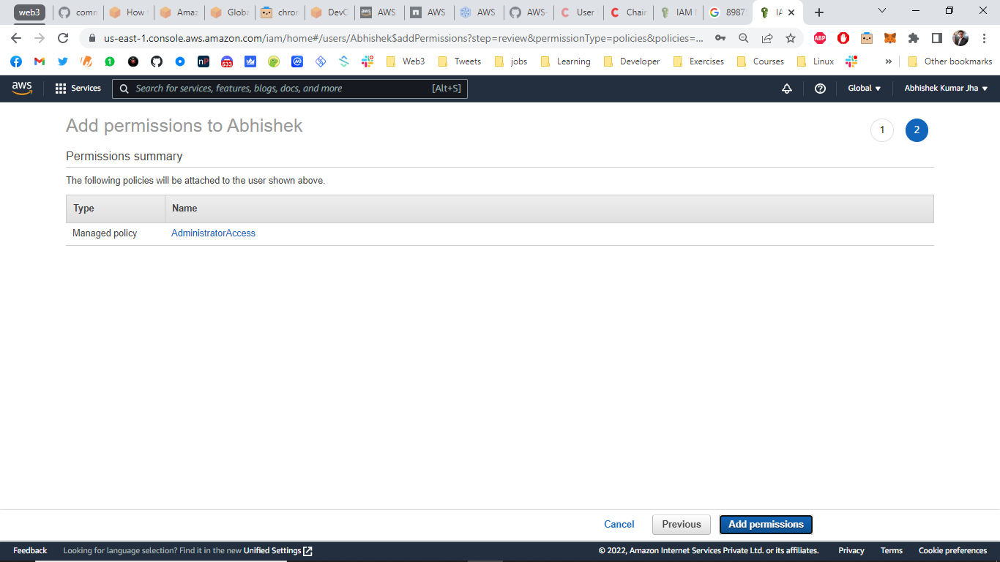 web3 comn How Amaz Globa chror DevC AWS AWS AWS AWS- User Chair IAM 8987 IA
us-east-1.console.aws.amazon.com/iam/home#/users/Abhishek$addPermissions?step=review&permissionType=policies&policies=... ABP
Web3 Tweets jobs Learning Developer Exercises Courses Linux » Other bookmarks
aws Services Search for services, features, blogs, docs, and more [Alt+S] Global Abhishek Kumar Jha
Add permissions to Abhishek 1 2
Permissions summary
The following policies will be attached to the user shown above.
Type Name
Managed policy AdministratorAccess
Cancel Previous Add permissions
Feedback Looking for language selection? Find it in the new Unified Settings © 2022, Amazon Internet Services Private Ltd. or its affiliates. Privacy Terms Cookie preferences